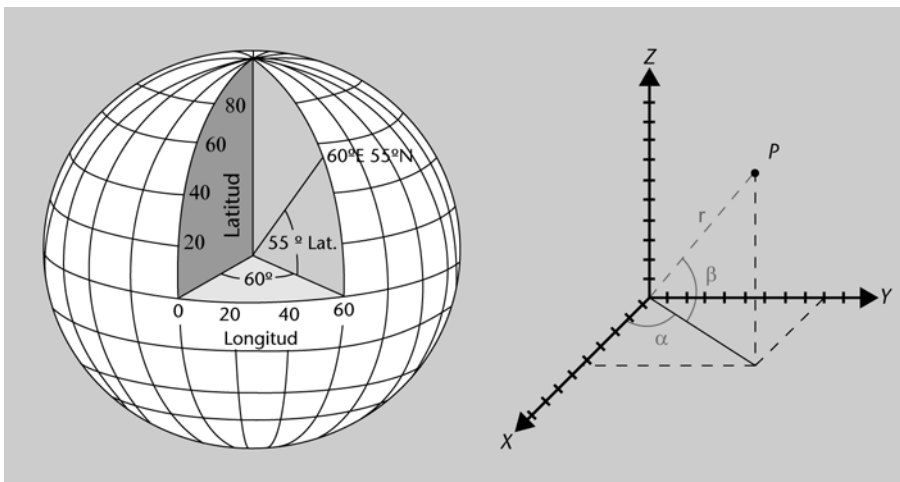 80
60
40
20
Latitud
60ºE 55ºN
55 º Lat.
60º
0 20 40 60
Longitud
Z
P
r
β
Y
α
X